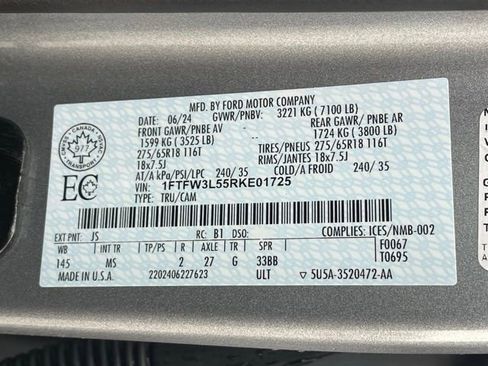 MFD. BY FORD MOTOR COMPANY
06/24 GVWR/PNBV: 3221 KG (7100 LB)
FRONT GAWR/PNBE AV REAR GAWR/ PNBE AR
1599 KG (3525 LB) 1724 KG (3800 LB)
275/65R18 116T TIRES/PNEUS 275/65R18 116T
18x7.5J RIMS/JANTES 18x7.5J
AT/A kPa/PSI/LPC 240/ 35 COLD/A FROID 240/ 35
VIN: 1FTFW3L55RKE01725
TYPE: TRU/CAM
CANADA
977
EC
EXT PNT: JS RC: B1 DSO: COMPLIES: ICES/NMB-002
WB INT TR TP/PS R AXLE TR SPR F0067
145 MS 2 27 G 33BB T0695
2202406227623 ULT 5U5A-3520472-AA